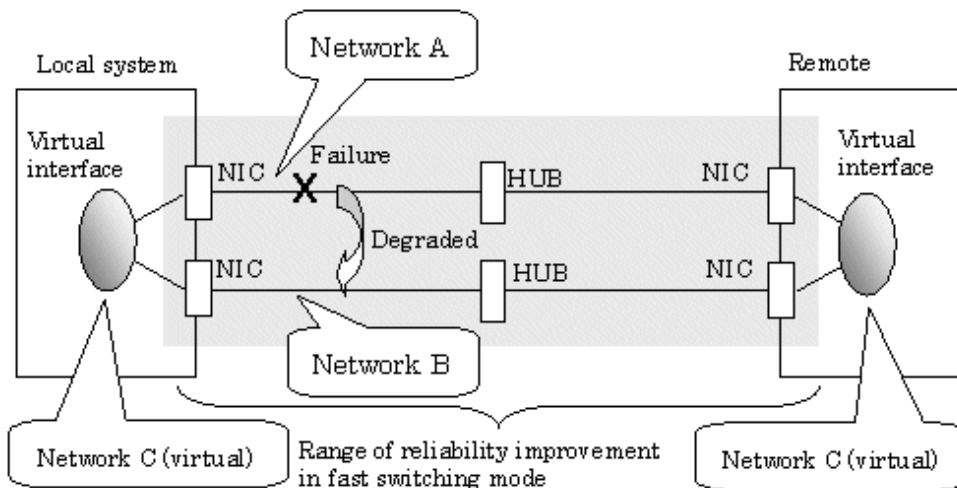 Network A
Local system
Remote
Virtual
interface
NIC
Failure
HUB
NIC
Virtual
interface
Degraded
NIC
HUB
NIC
Network B
Network C (virtual)
Range of reliability improvement
in fast switching mode
Network C (virtual)